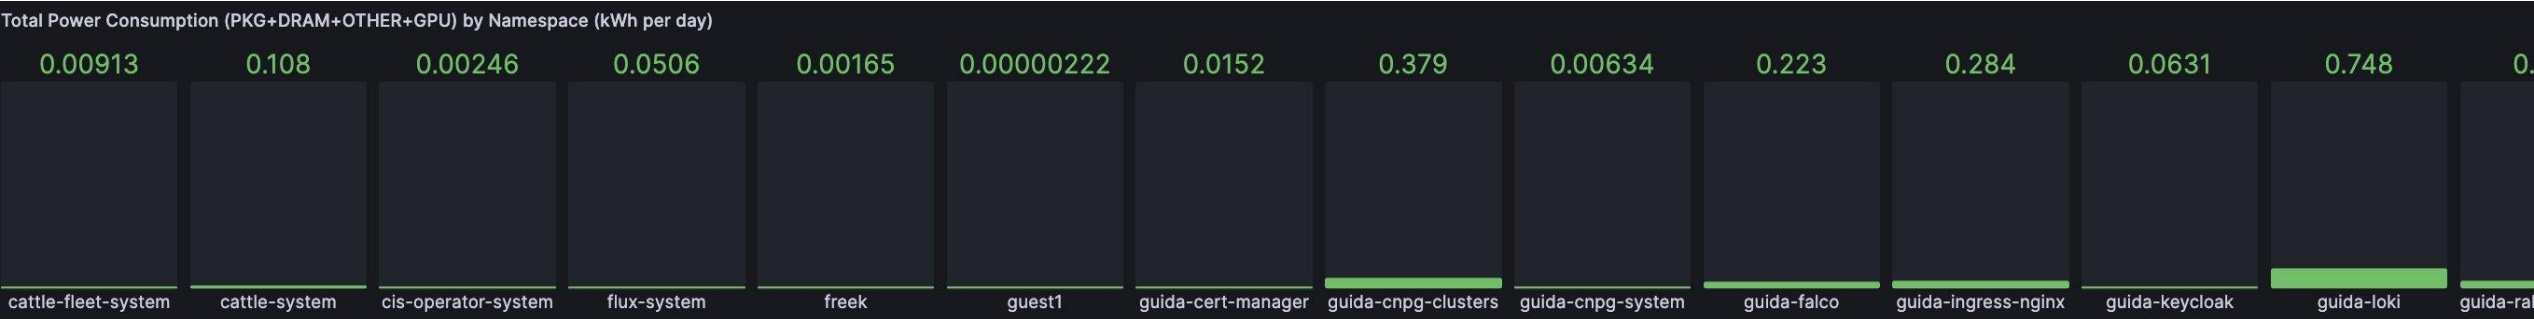 Total Power Consumption (PKG+DRAM+OTHER+GPU) by Namespace (kWh per day)
0.00913 0.108 0.00246 0.0506 0.00165 0.00000222 0.0152 0.379 0.00634 0.223 0.284 0.0631 0.748 0.
cattle-fleet-system cattle-system cis-operator-system flux-system freek guest1 guida-cert-manager guida-cnpg-clusters guida-cnpg-system guida-falco guida-ingress-nginx guida-keycloak guida-loki